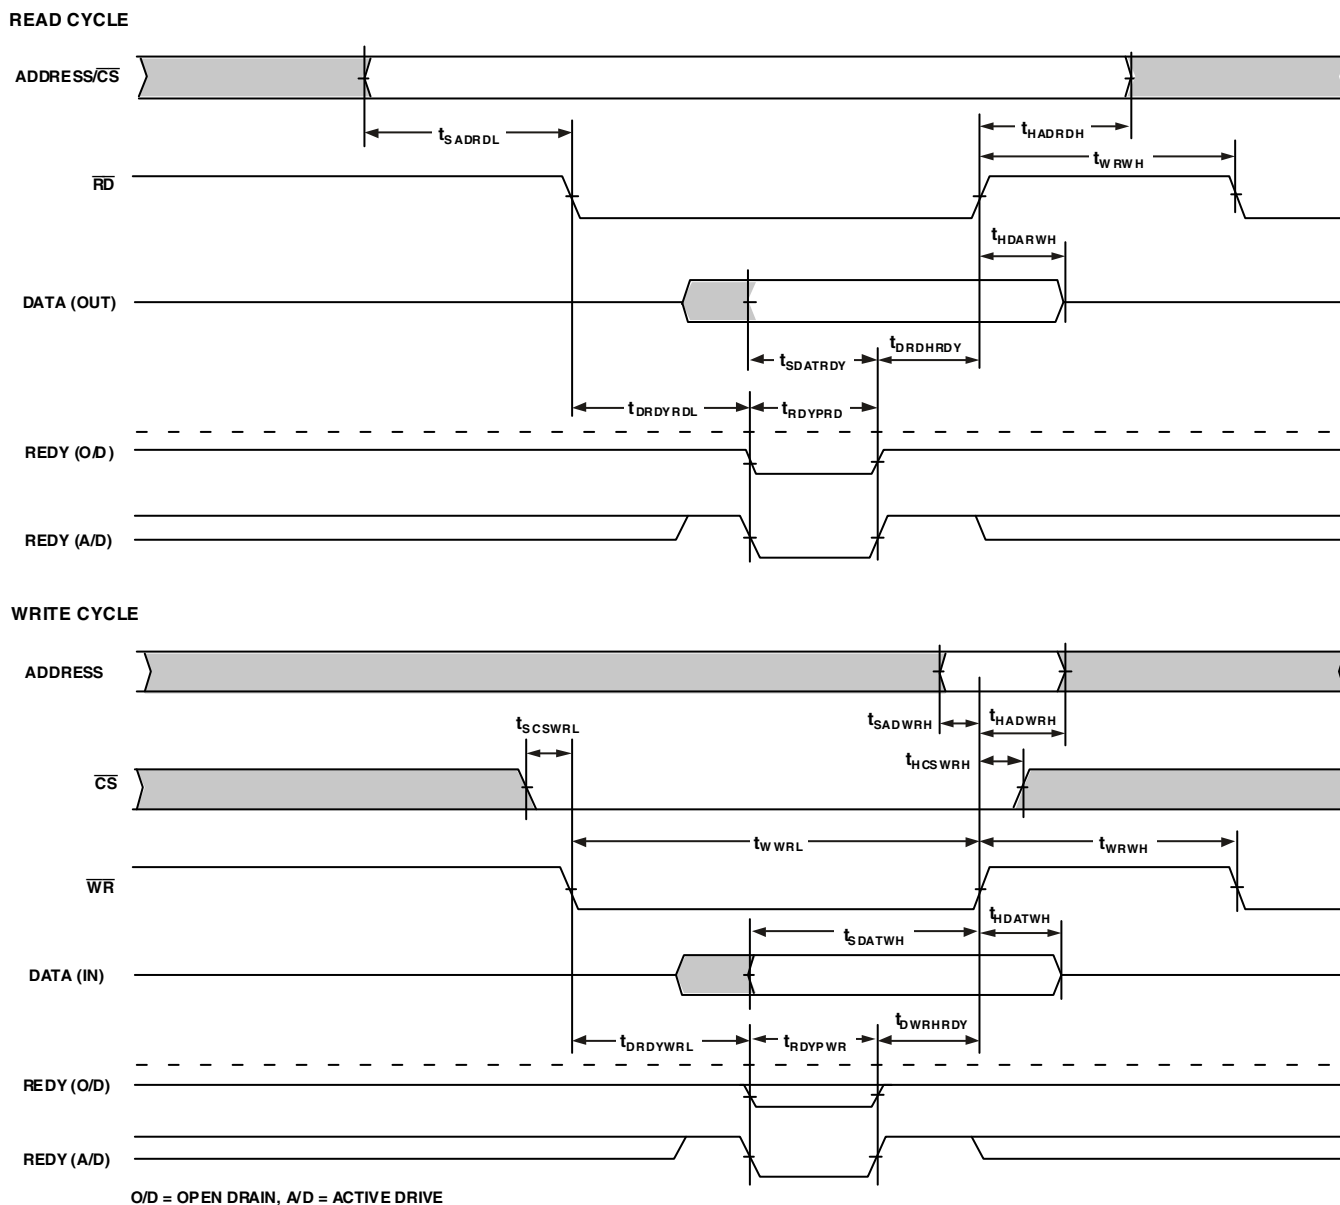 READ CYCLE
ADDRESS/CS
tSADRDL
tHADRDH
tWRWH
RD
tHDARWH
DATA (OUT)
tSDATRDY
tDRDHRDY
tDRDYRDL
tRDYPRD
REDY (O/D)
REDY (A/D)
WRITE CYCLE
ADDRESS
tSCSWRL
tSADWRH
tHADWRH
tHCSWRH
CS
tWWRL
tWRWH
WR
tHDATWH
tSDATWH
DATA (IN)
tDWRHRDY
tDRDYWRL
tRDYPWR
REDY (O/D)
REDY (A/D)
O/D = OPEN DRAIN, A/D = ACTIVE DRIVE